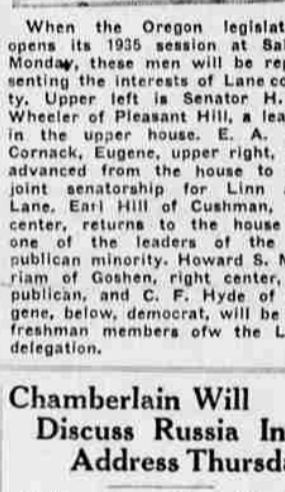 When the Oregon legislat
opens its 1935 session at Sal
Monday, these men will be rep
senting the interests of Lane co
ty. Upper left is Senator H.
Wheeler of Pleasant Hill, a lea
in the upper house. E. A.
Cornack, Eugene, upper right,
advanced from the house to
joint senatorship for Linn
Lane. Earl Hill of Cushman,
center, returns to the house
one of the leaders of the
publican minority. Howard S. M
riam of Goshen, right center,
publican, and C. F. Hyde of
gene, below, democrat, will be
freshman members ofw the L
delegation.
Chamberlain Will
Discuss Russia In
Address Thursd